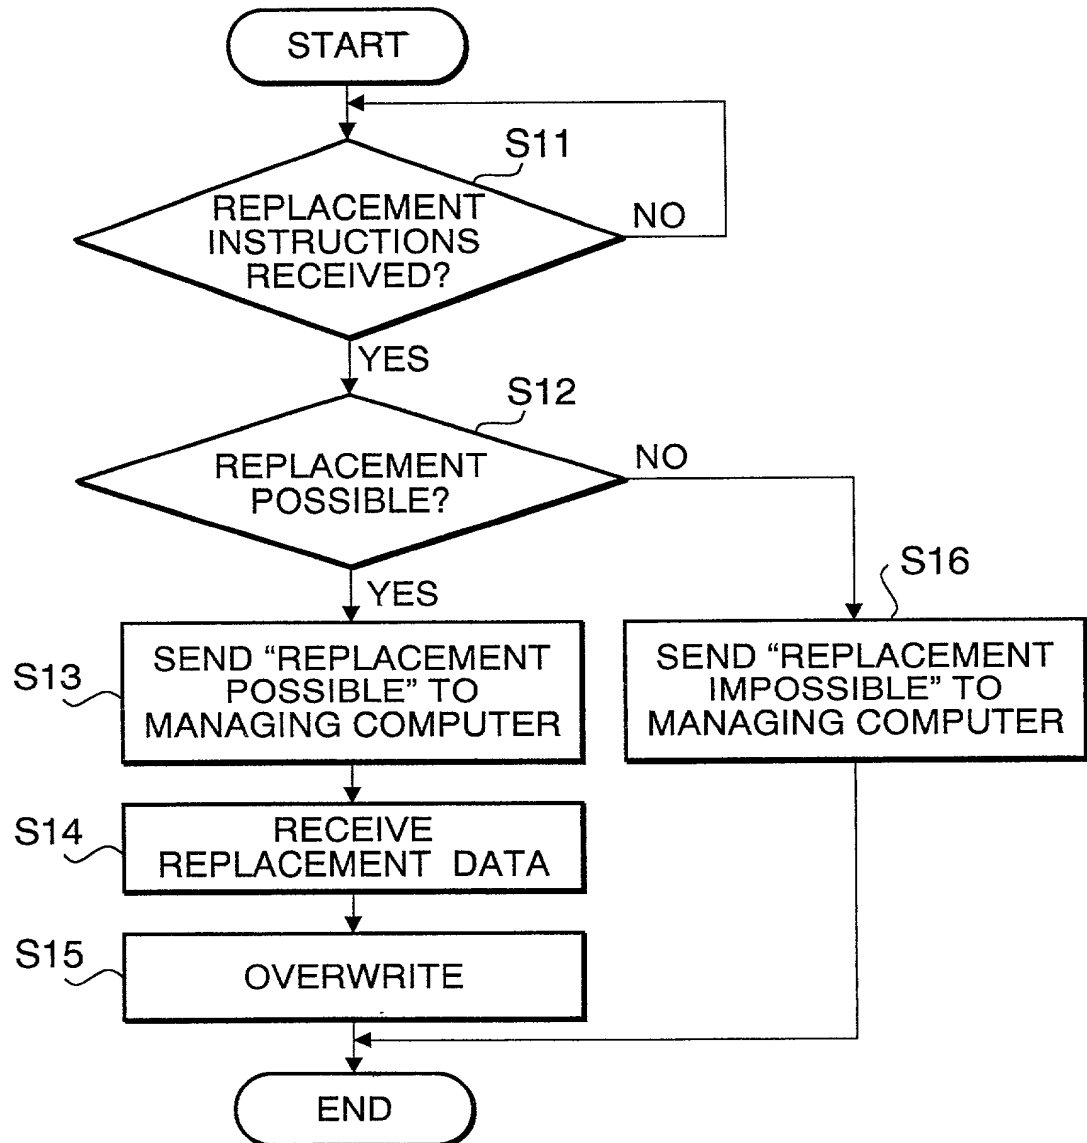 START
S11
REPLACEMENT
INSTRUCTIONS
RECEIVED?
NO
YES
S12
REPLACEMENT
POSSIBLE?
NO
YES
S16
S13
SEND “REPLACEMENT
POSSIBLE” TO
MANAGING COMPUTER
SEND “REPLACEMENT
IMPOSSIBLE” TO
MANAGING COMPUTER
S14
RECEIVE
REPLACEMENT DATA
S15
OVERWRITE
END